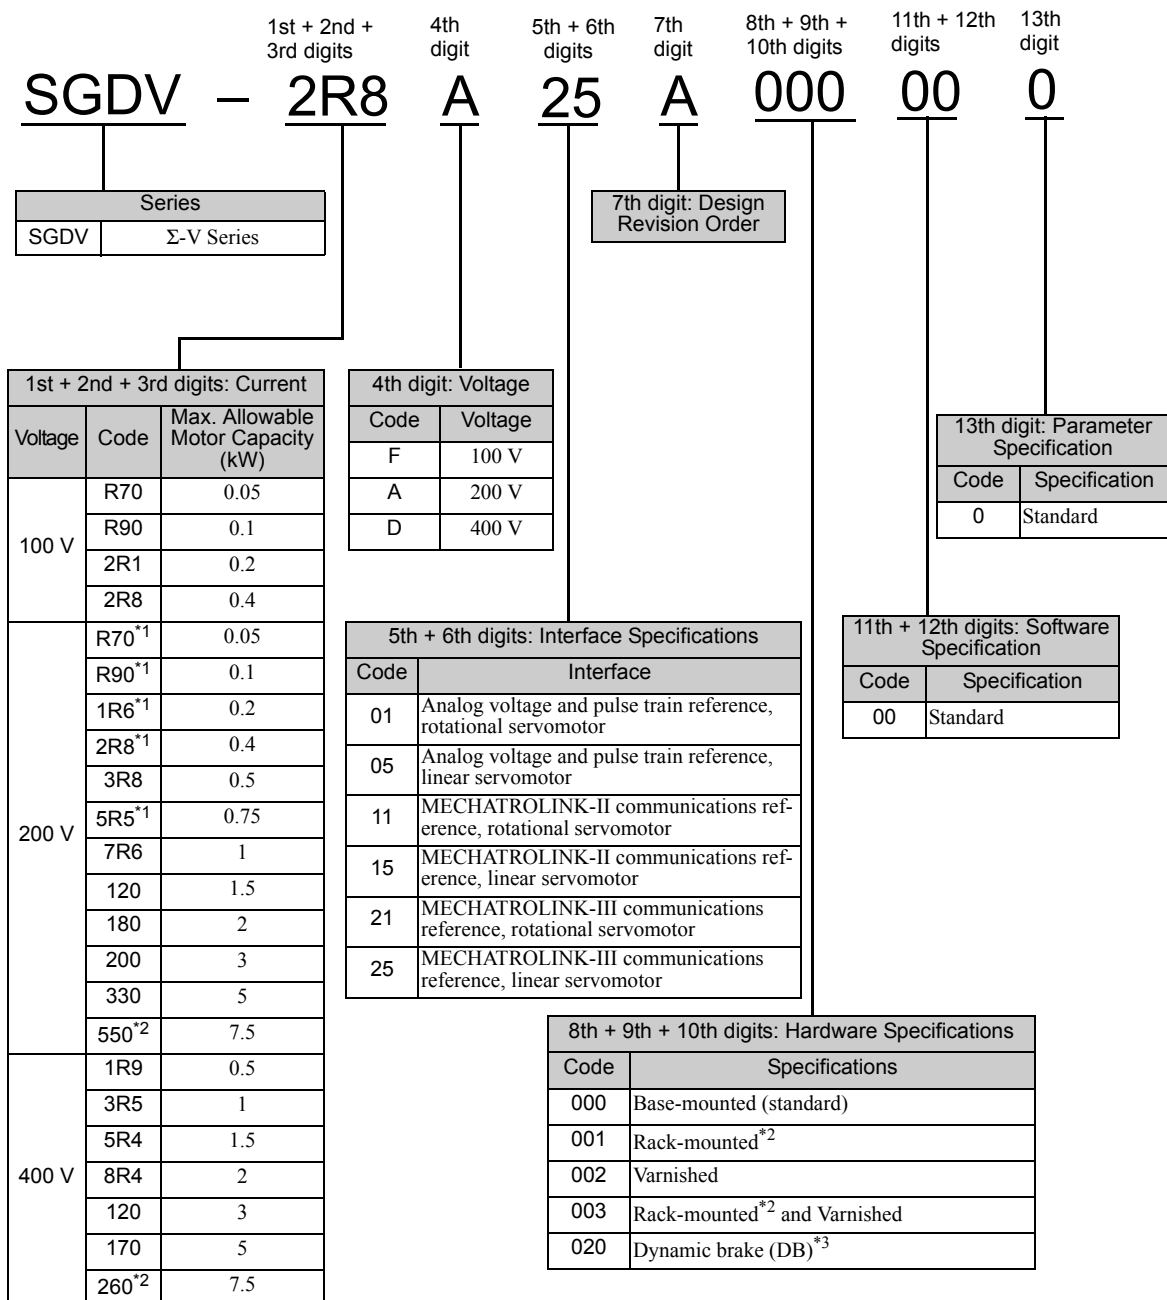 1st + 2nd +
3rd digits
4th
digit
5th + 6th
digits
7th
digit
8th + 9th +
10th digits
11th + 12th
digits
13th
digit
SGDV – 2R8 A 25 A 000 00 0
Series
SGDV Σ-V Series
7th digit: Design
Revision Order
1st + 2nd + 3rd digits: Current
Voltage Code Max. Allowable
Motor Capacity
(kW)
100 V
R70 0.05
R90 0.1
2R1 0.2
2R8 0.4
200 V
R70*1 0.05
R90*1 0.1
1R6*1 0.2
2R8*1 0.4
3R8 0.5
5R5*1 0.75
7R6 1
120 1.5
180 2
200 3
330 5
550*2 7.5
400 V
1R9 0.5
3R5 1
5R4 1.5
8R4 2
120 3
170 5
260*2 7.5
4th digit: Voltage
Code Voltage
F 100 V
A 200 V
D 400 V
13th digit: Parameter
Specification
Code Specification
0 Standard
5th + 6th digits: Interface Specifications
Code Interface
01 Analog voltage and pulse train reference,
rotational servomotor
05 Analog voltage and pulse train reference,
linear servomotor
11 MECHATROLINK-II communications ref-
erence, rotational servomotor
15 MECHATROLINK-II communications ref-
erence, linear servomotor
21 MECHATROLINK-III communications
reference, rotational servomotor
25 MECHATROLINK-III communications
reference, linear servomotor
11th + 12th digits: Software
Specification
Code Specification
00 Standard
8th + 9th + 10th digits: Hardware Specifications
Code Specifications
000 Base-mounted (standard)
001 Rack-mounted*2
002 Varnished
003 Rack-mounted*2 and Varnished
020 Dynamic brake (DB)*3